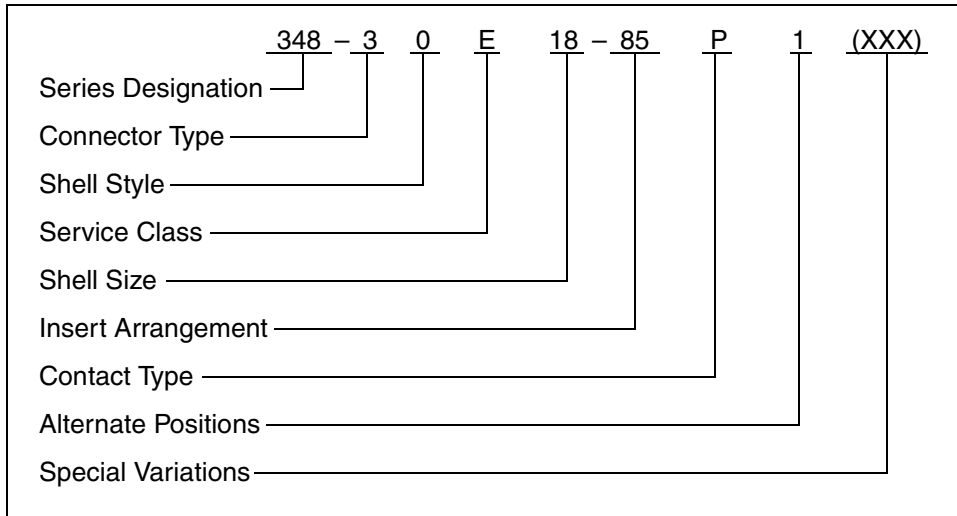 348 – 3 0 E 18 – 85 P 1 (XXX)
Series Designation
Connector Type
Shell Style
Service Class
Shell Size
Insert Arrangement
Contact Type
Alternate Positions
Special Variations